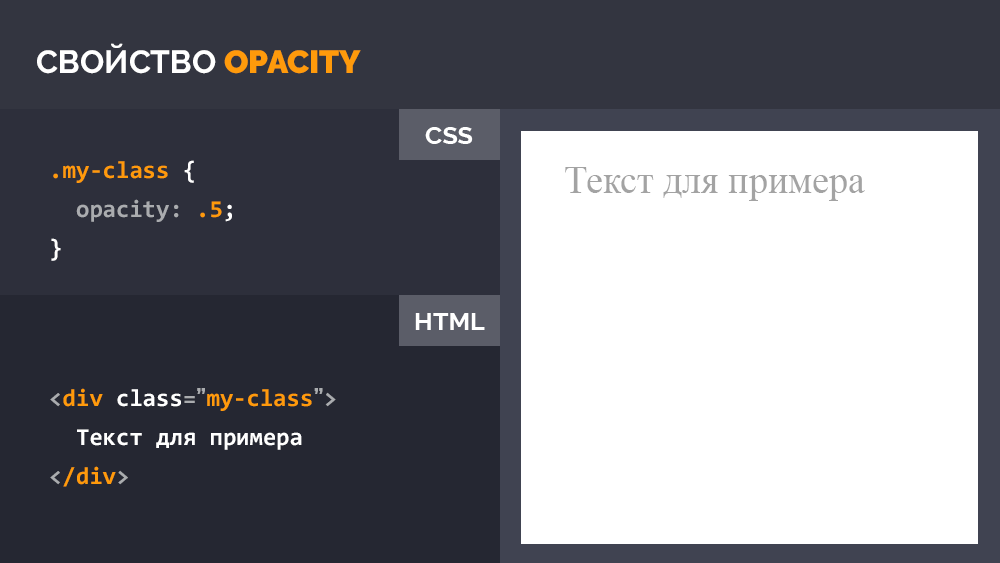 СВОЙСТВО OPACITY
CSS
.my-class {
opacity: .5;
}
HTML
<div class="my-class">
Текст для примера
</div>
Текст для примера